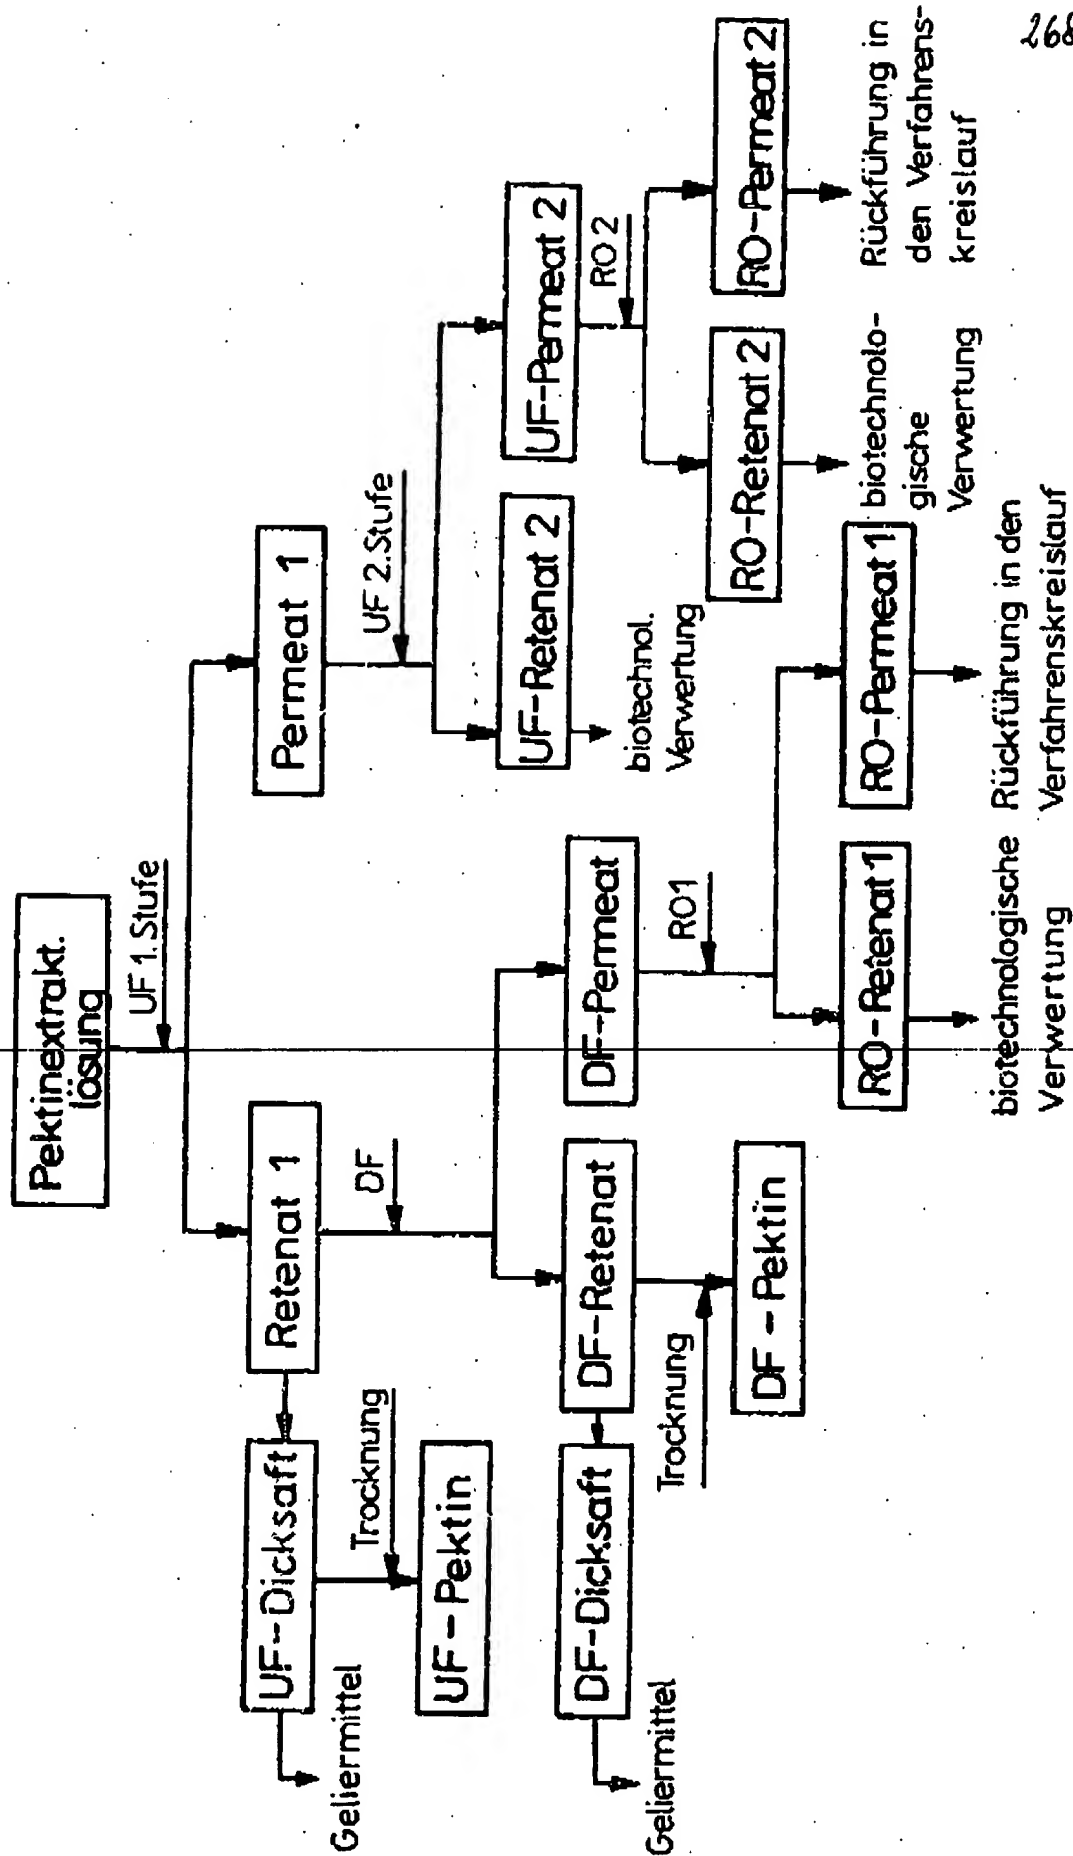 268
Pektinextrakt.
lösung
UF 1. Stufe
Retenat 1
Permeat 1
UF-Dicksaft
DF
UF 2. Stufe
Geliermittel
Trocknung
UF-Pektin
DF-Retenat
DF-Permeat
UF-Retenat 2
UF-Permeat 2
DF-Dicksaft
Geliermittel
Trocknung
DF-Pektin
RO1
biotechnol.
Verwertung
RO 2
RO-Retenat 2
RO-Permeat 2
RO-Retenat 1
RO-Permeat 1
biotechnolo-
gische
Verwertung
Rückführung in
den Verfahrens-
kreislauf
biotechnologische
Verwertung
Rückführung in den
Verfahrenskreislauf